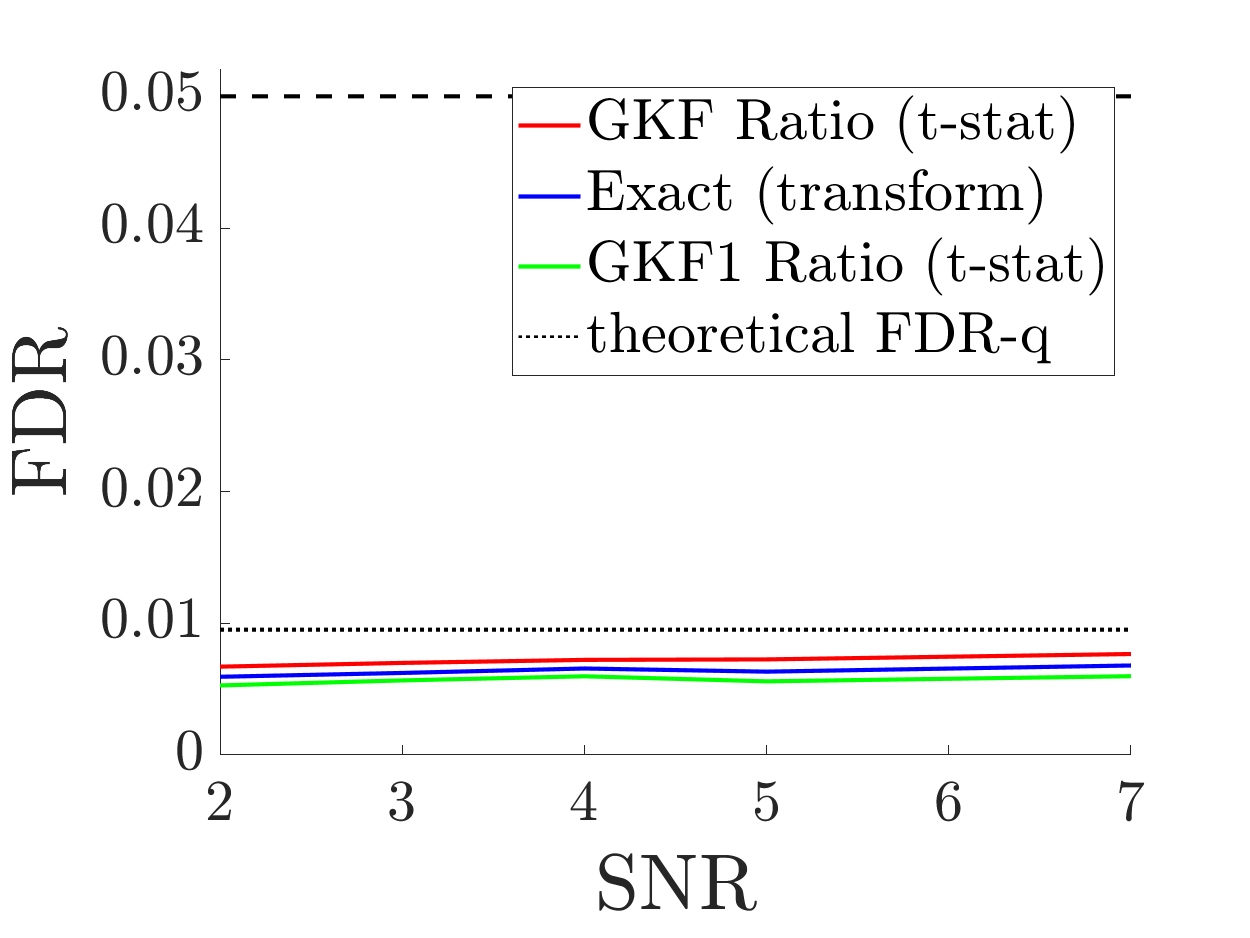 0.05
0.04
0.03
0.02
0.01
0
FDR
GKF Ratio (t-stat)
Exact (transform)
GKF1 Ratio (t-stat)
theoretical FDR-q
2 3 4 5 6 7
SNR